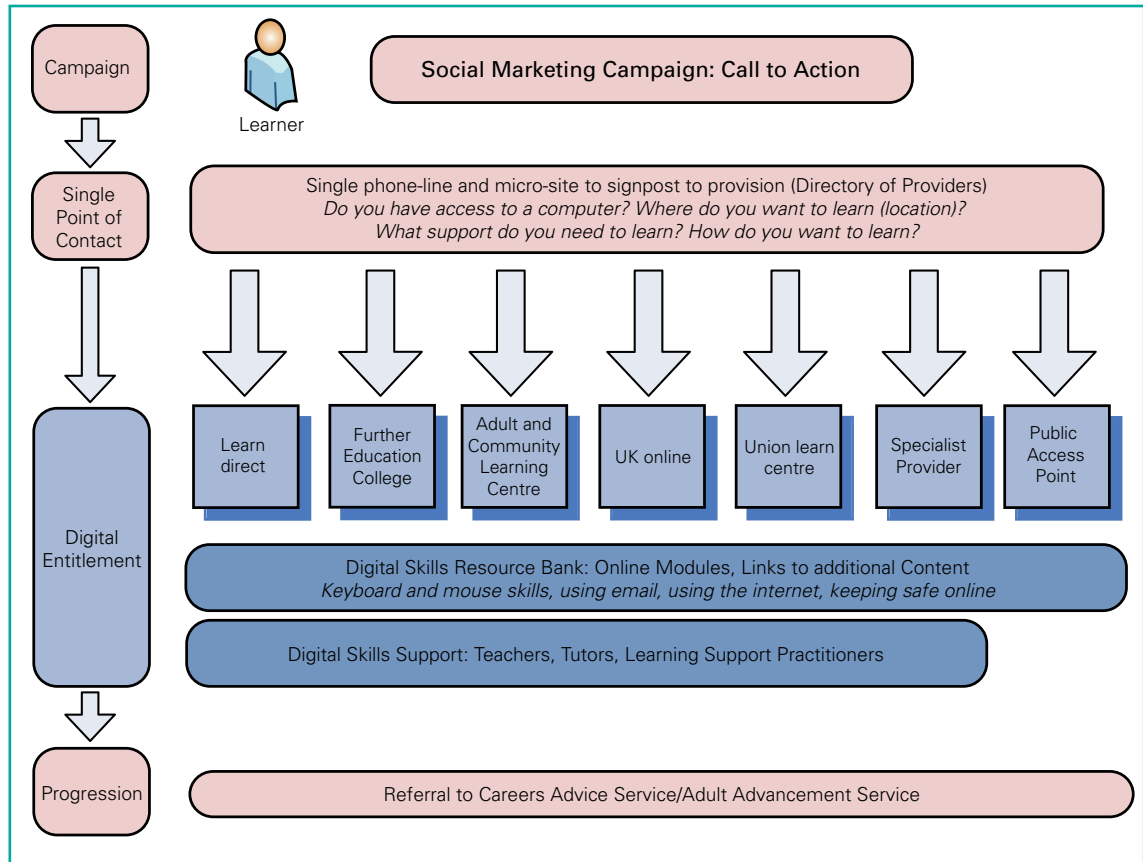 Campaign
Learner
Social Marketing Campaign: Call to Action
Single
Point of
Contact
Single phone-line and micro-site to signpost to provision (Directory of Providers)
Do you have access to a computer? Where do you want to learn (location)?
What support do you need to learn? How do you want to learn?
Digital
Entitlement
Learn
direct
Further
Education
College
Adult and
Community
Learning
Centre
UK online
Union learn
centre
Specialist
Provider
Public
Access
Point
Digital Skills Resource Bank: Online Modules, Links to additional Content
Keyboard and mouse skills, using email, using the internet, keeping safe online
Digital Skills Support: Teachers, Tutors, Learning Support Practitioners
Progression
Referral to Careers Advice Service/Adult Advancement Service